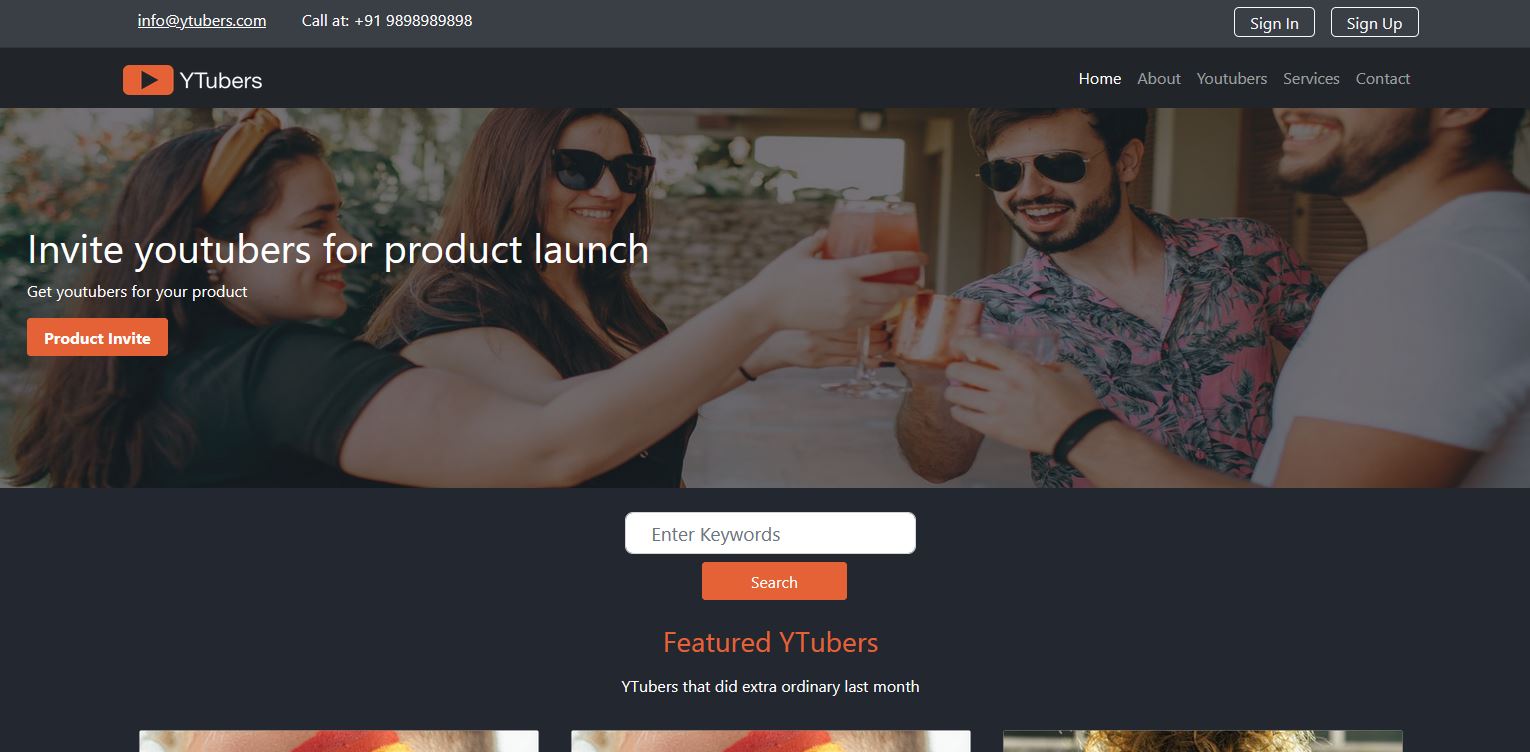 info@ytubers.com Call at: +91 9898989898 Sign In Sign Up
YTubers Home About Youtubers Services Contact
Invite youtubers for product launch
Get youtubers for your product
Product Invite
Enter Keywords
Search
Featured YTubers
YTubers that did extra ordinary last month